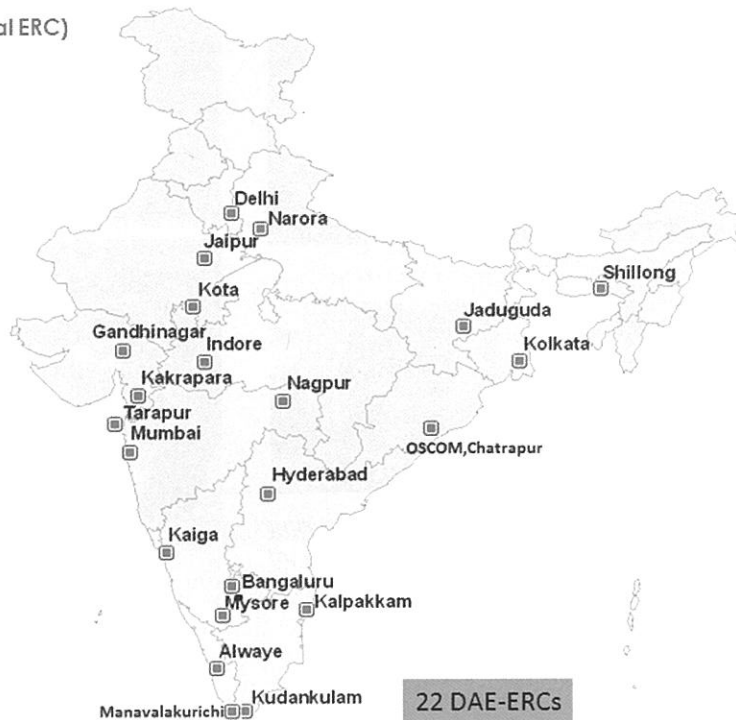 al ERC)
Delhi
Narora
Jaipur
Shillong
Kota
Jaduguda
Gandhinagar
Indore
Kolkata
Kakrapara
Nagpur
Tarapur
Mumbai
OSCOM,Chatrapur
Hyderabad
Kaiga
Bangaluru
Mysore
Kalpakkam
Alwaye
Kudankulam
Manavalakurichi
22 DAE-ERCs